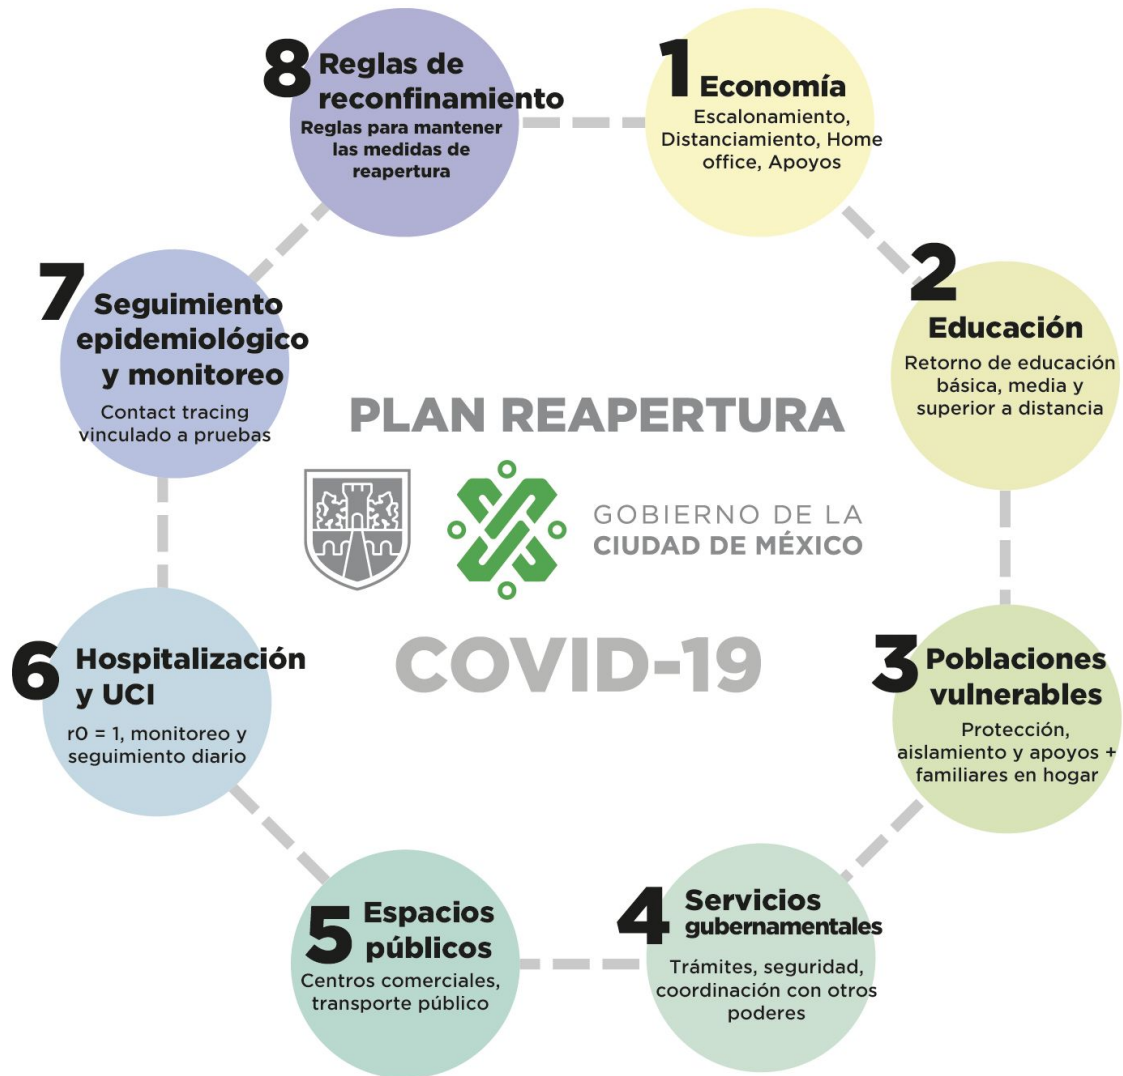 1 Economía
Escalonamiento,
Distanciamiento, Home
office, Apoyos
2
Educación
Retorno de educación
básica, media y
superior a distancia
3 Poblaciones
vulnerables
Protección,
aislamiento y apoyos +
familiares en hogar
4 Servicios
gubernamentales
Trámites, seguridad,
coordinación con otros
poderes
5 Espacios
públicos
Centros comerciales,
transporte público
6 Hospitalización
y UCI
r0 = 1, monitoreo y
seguimiento diario
7 Seguimiento
epidemiológico
y monitoreo
Contact tracing
vinculado a pruebas
8 Reglas de
reconfinamiento
Reglas para mantener
las medidas de
reapertura
PLAN REAPERTURA
GOBIERNO DE LA
CIUDAD DE MÉXICO
COVID-19